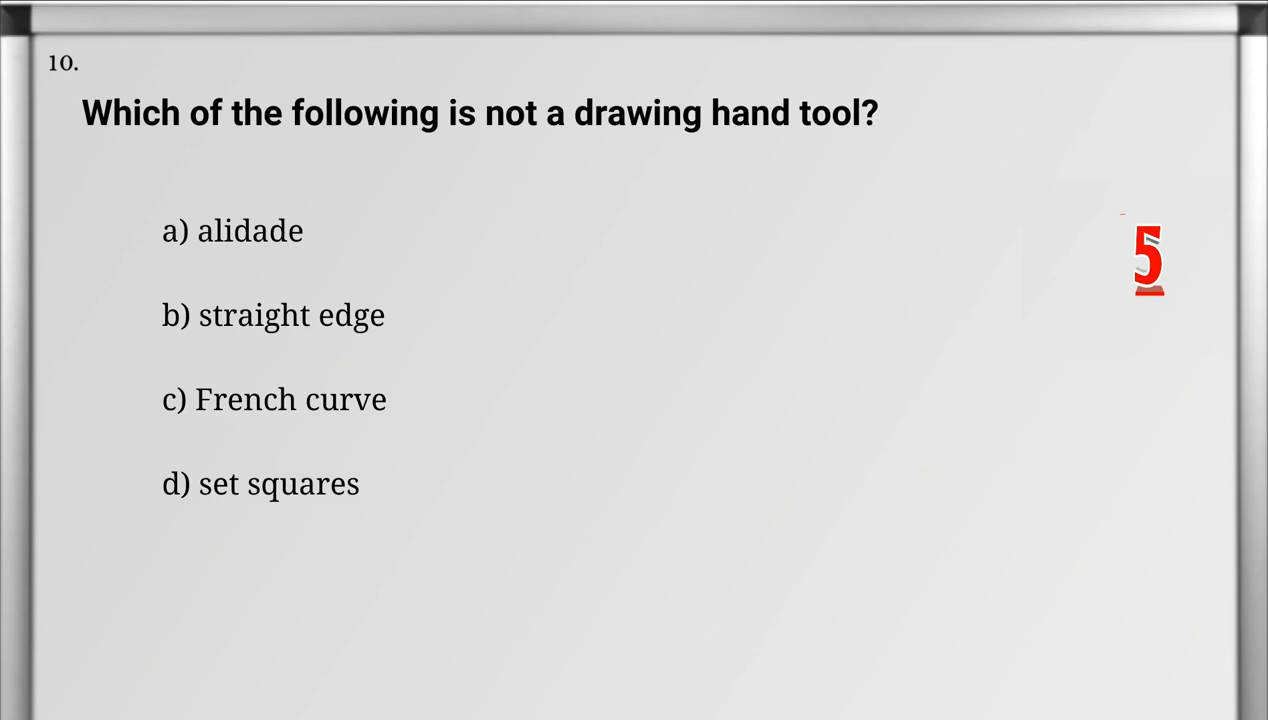 10.
Which of the following is not a drawing hand tool?
a) alidade
5
b) straight edge
c) French curve
d) set squares